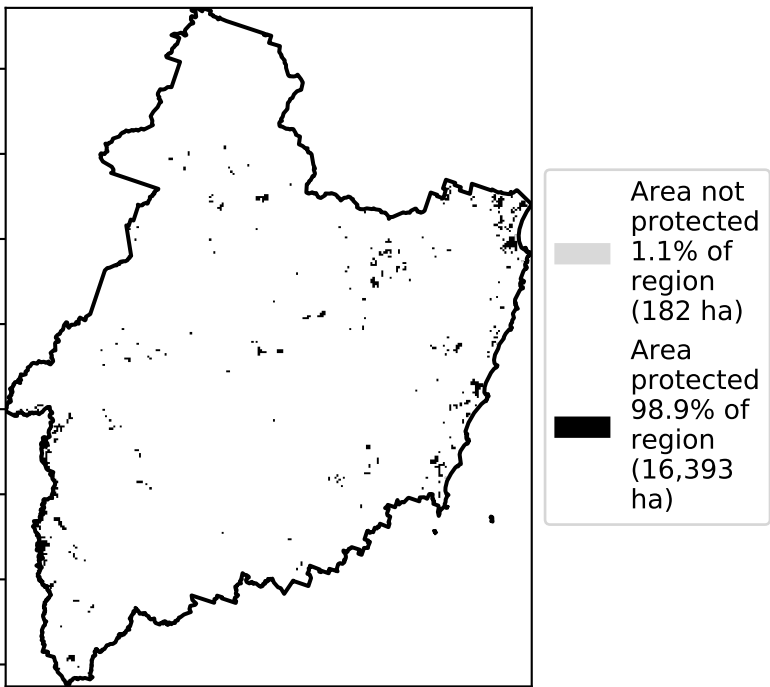 Area not
protected
1.1% of
region
(182 ha)
Area
protected
98.9% of
region
(16,393
ha)